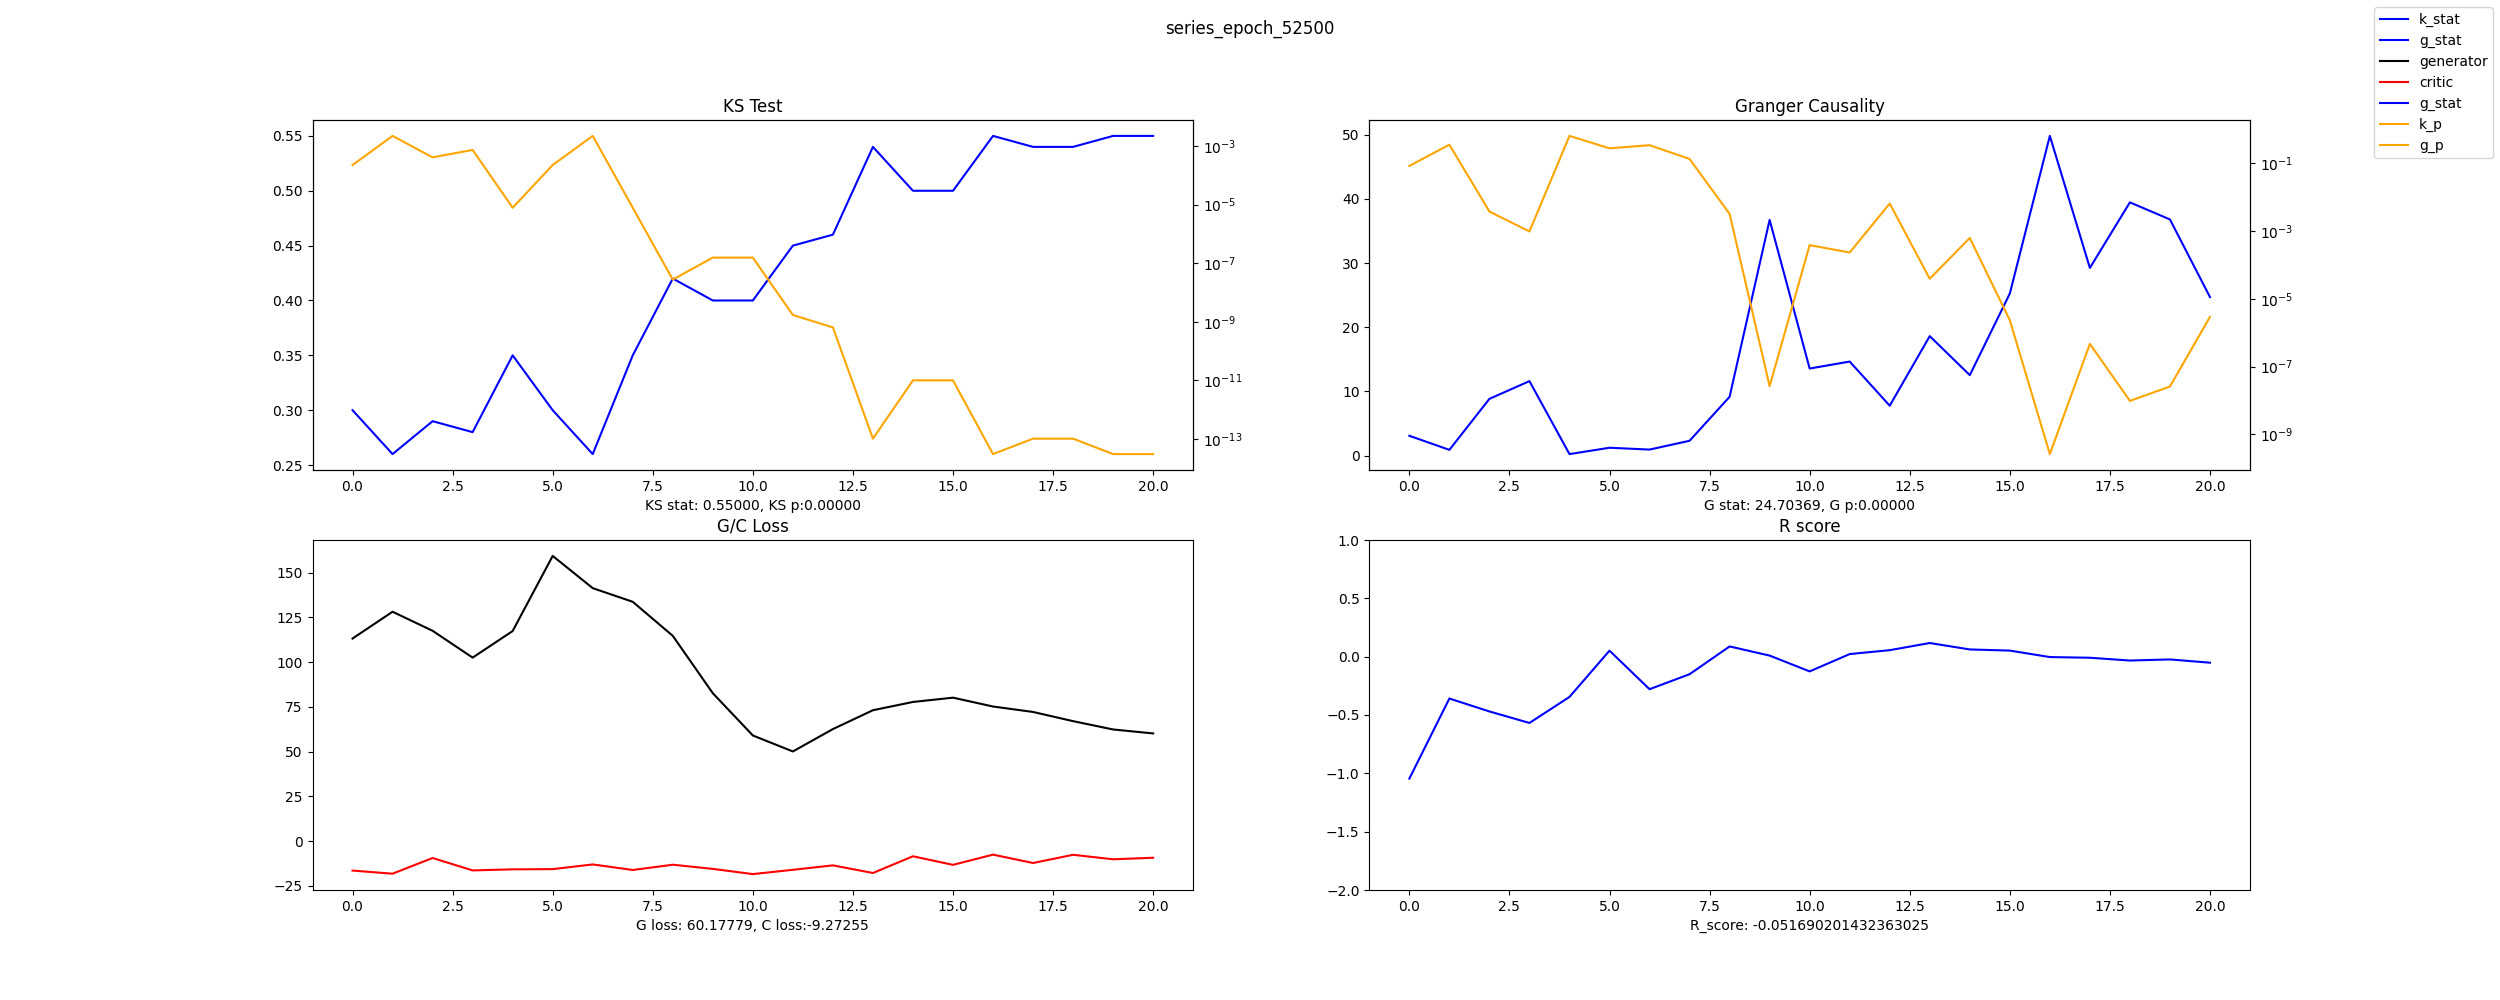 series_epoch_52500
k_stat
g_stat
generator
critic
g_stat
k_p
g_p
KS Test
0.55
0.50
0.45
0.40
0.35
0.30
0.25
10⁻³
10⁻⁵
10⁻⁷
10⁻⁹
10⁻¹¹
10⁻¹³
0.0 2.5 5.0 7.5 10.0 12.5 15.0 17.5 20.0
KS stat: 0.55000, KS p:0.00000
Granger Causality
50
40
30
20
10
0
10⁻¹
10⁻³
10⁻⁵
10⁻⁷
10⁻⁹
0.0 2.5 5.0 7.5 10.0 12.5 15.0 17.5 20.0
G stat: 24.70369, G p:0.00000
G/C Loss
150
125
100
75
50
25
0
−25
0.0 2.5 5.0 7.5 10.0 12.5 15.0 17.5 20.0
G loss: 60.17779, C loss:-9.27255
R score
1.0
0.5
0.0
−0.5
−1.0
−1.5
−2.0
0.0 2.5 5.0 7.5 10.0 12.5 15.0 17.5 20.0
R_score: -0.051690201432363025